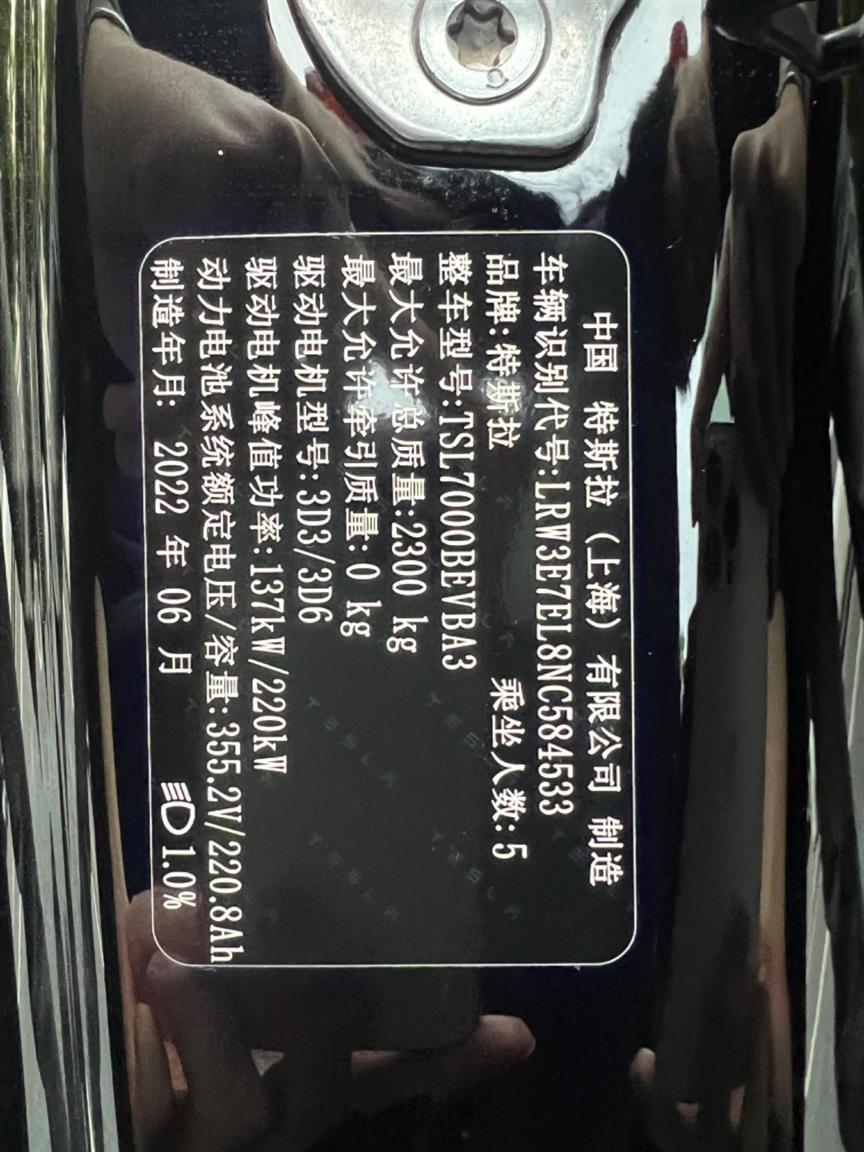 中国 特斯拉（上海）有限公司 制造
车辆识别代号:LRW3E7EL8NC584533
品牌:特斯拉 乘坐人数:5
整车型号:TSL7000BEVBA3
最大允许总质量:2300 kg
最大允许牵引质量:0 kg
驱动电机型号:3D3/3D6
驱动电机峰值功率:137kW/220kW
动力电池系统额定电压/容量:355.2V/220.8Ah
制造年月: 2022 年 06 月 1.0%
TESLA
TESLA
TESLA
TESLA